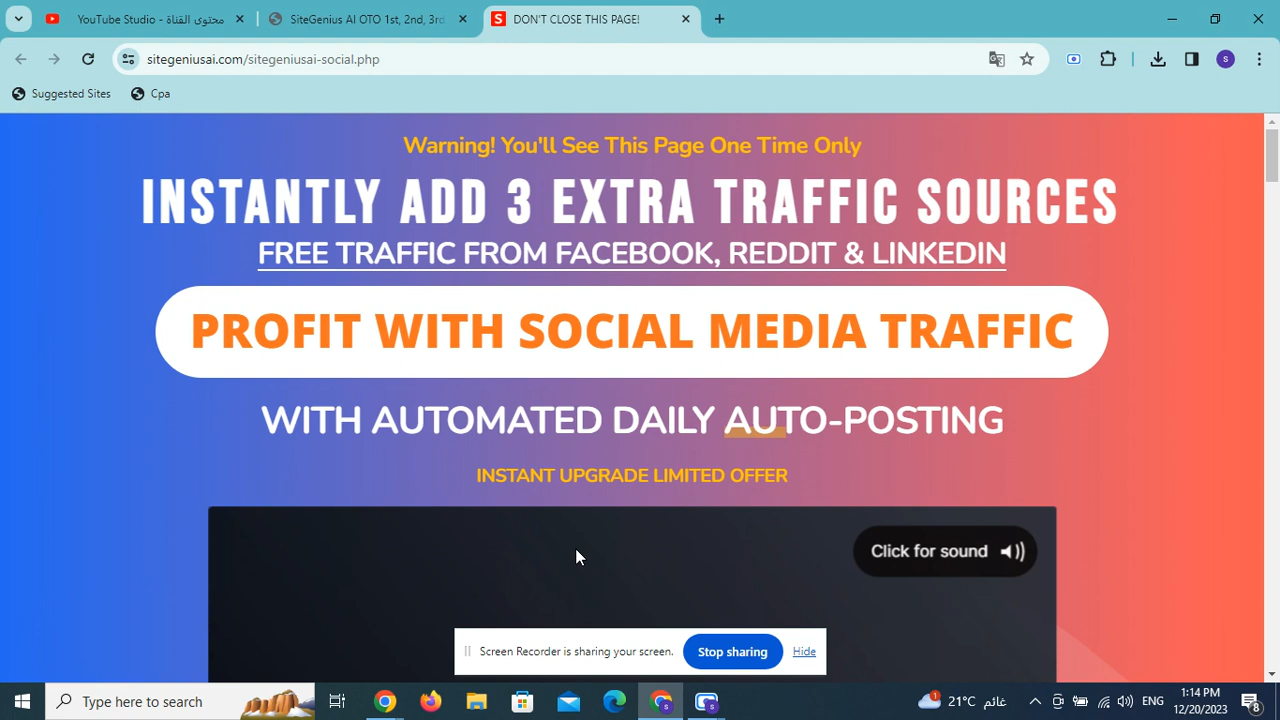 YouTube Studio - محتوى القناة
SiteGenius AI OTO 1st, 2nd, 3rd
DON'T CLOSE THIS PAGE!
sitegeniusai.com/sitegeniusai-social.php
Suggested Sites
Cpa
Warning! You'll See This Page One Time Only
INSTANTLY ADD 3 EXTRA TRAFFIC SOURCES
FREE TRAFFIC FROM FACEBOOK, REDDIT & LINKEDIN
PROFIT WITH SOCIAL MEDIA TRAFFIC
WITH AUTOMATED DAILY AUTO-POSTING
INSTANT UPGRADE LIMITED OFFER
Click for sound
Screen Recorder is sharing your screen.
Stop sharing
Hide
Type here to search
21°C غائم
ENG
1:14 PM
12/20/2023